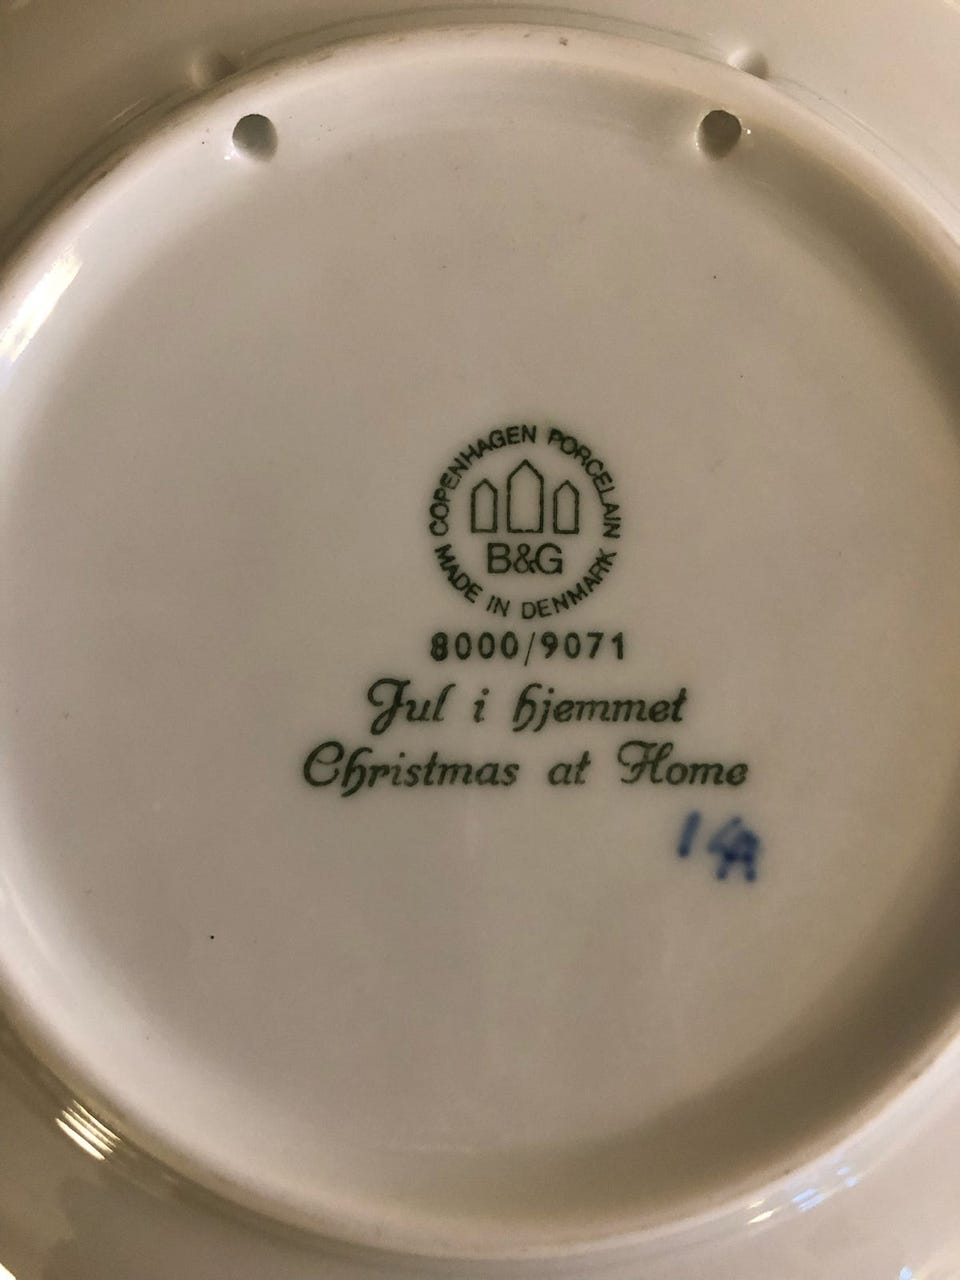 COPENHAGEN PORCELAIN
B&G
MADE IN DENMARK
8000/9071
Jul i hjemmet
Christmas at Home